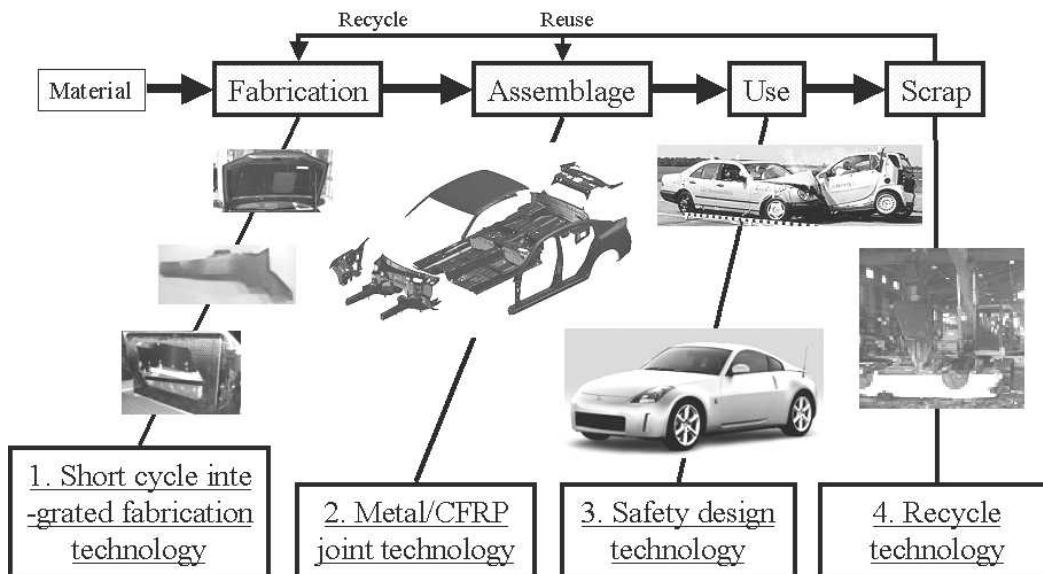 Recycle
Reuse
Material
Fabrication
Assemblage
Use
Scrap
1. Short cycle inte
-grated fabrication
technology
2. Metal/CFRP
joint technology
3. Safety design
technology
4. Recycle
technology